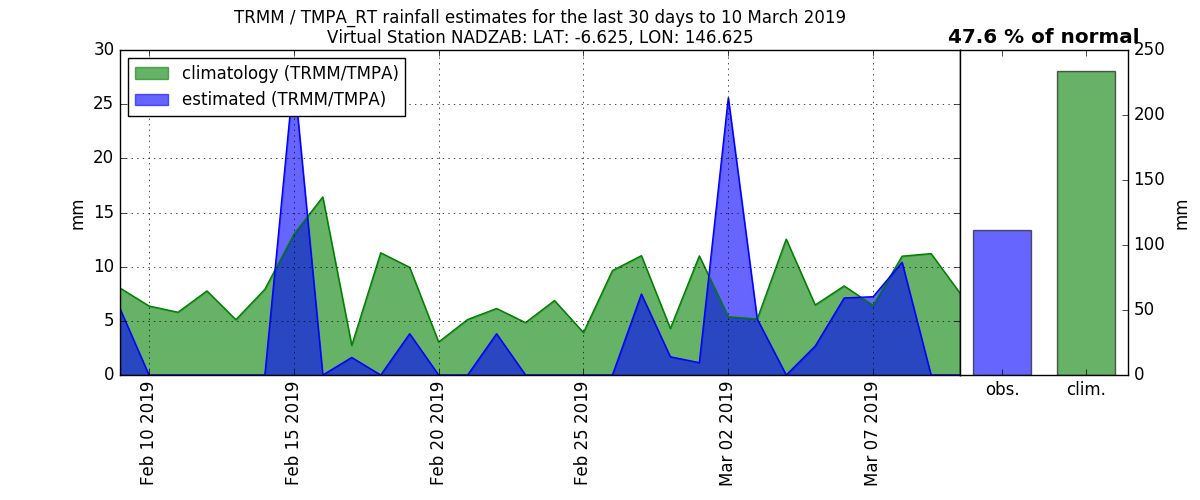 TRMM / TMPA_RT rainfall estimates for the last 30 days to 10 March 2019
Virtual Station NADZAB: LAT: -6.625, LON: 146.625
47.6 % of normal
climatology (TRMM/TMPA)
estimated (TRMM/TMPA)
mm
30
25
20
15
10
5
0
Feb 10 2019
Feb 15 2019
Feb 20 2019
Feb 25 2019
Mar 02 2019
Mar 07 2019
250
200
150
100
50
0
mm
obs.
clim.